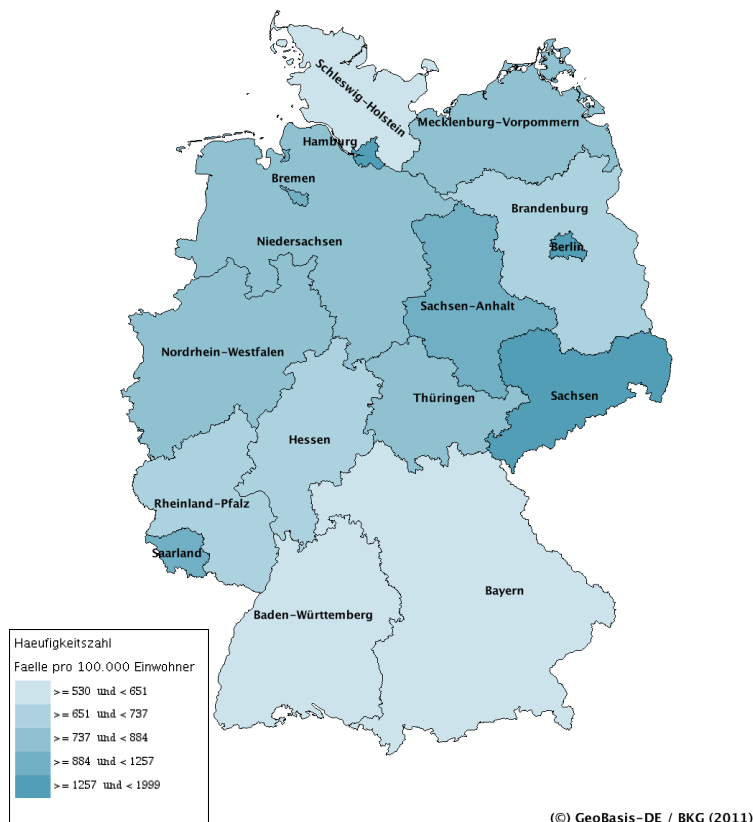 Schleswig-Holstein
Mecklenburg-Vorpommern
Hamburg
Bremen
Brandenburg
Niedersachsen
Berlin
Sachsen-Anhalt
Nordrhein-Westfalen
Thüringen
Sachsen
Hessen
Rheinland-Pfalz
Saarland
Bayern
Baden-Württemberg
Haeufigkeitszahl
Faelle pro 100.000 Einwohner
>= 530 und < 651
>= 651 und < 737
>= 737 und < 884
>= 884 und < 1257
>= 1257 und < 1999
(©) GeoBasis-DE / BKG (2011)